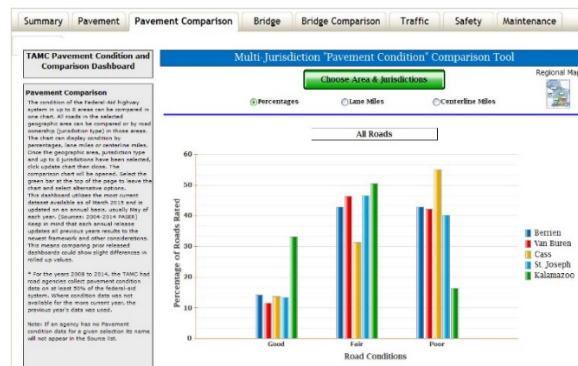 Summary Pavement Pavement Comparison Bridge Bridge Comparison Traffic Safety Maintenance
TAMC Pavement Condition and
Comparison Dashboard
Pavement Comparison
The condition of the Federal-Aid highway
system in up to 8 areas can be compared in
one chart. All roads in the selected
geographic area can be compared or by road
ownership (jurisdiction type) in those areas.
The chart can display condition by
percentages, lane miles or centerline miles.
Once the geographic area, jurisdiction type
and up to 8 jurisdictions have been selected,
click update chart then close. The
comparison chart will be opened. Select the
green bar at the top of the page to leave the
chart and select alternative options.
This dashboard utilizes the most current
dataset available as of March 2015 and is
updated on an annual basis, usually May of
each year. (Sources: 2004-2014 PASER)
Keep in mind that each annual release
updates all previous years results to the
newest framework and other considerations.
This means comparing prior released
dashboards could show slight differences in
rolled up values.
* For the years 2008 to 2014, the TAMC had
road agencies collect pavement condition
data on at least 50% of the federal-aid
system. Where condition data was not
available for the more current year, the
previous year's data was used.
Note: If an agency has no Pavement
condition data for a given selection its name
will not appear in the Source list.
Multi-Jurisdiction "Pavement Condition" Comparison Tool
Choose Area & Jurisdictions
Regional Map
Percentages Lane Miles Centerline Miles
All Roads
Percentage of Roads Rated
60
50
40
30
20
10
0
Good Fair Poor
Road Conditions
Berrien
Van Buren
Cass
St. Joseph
Kalamazoo